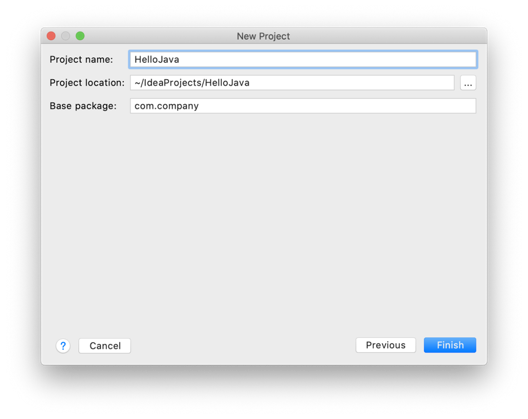 New Project
Project name: HelloJava
Project location: ~/IdeaProjects/HelloJava ...
Base package: com.company
? Cancel Previous Finish